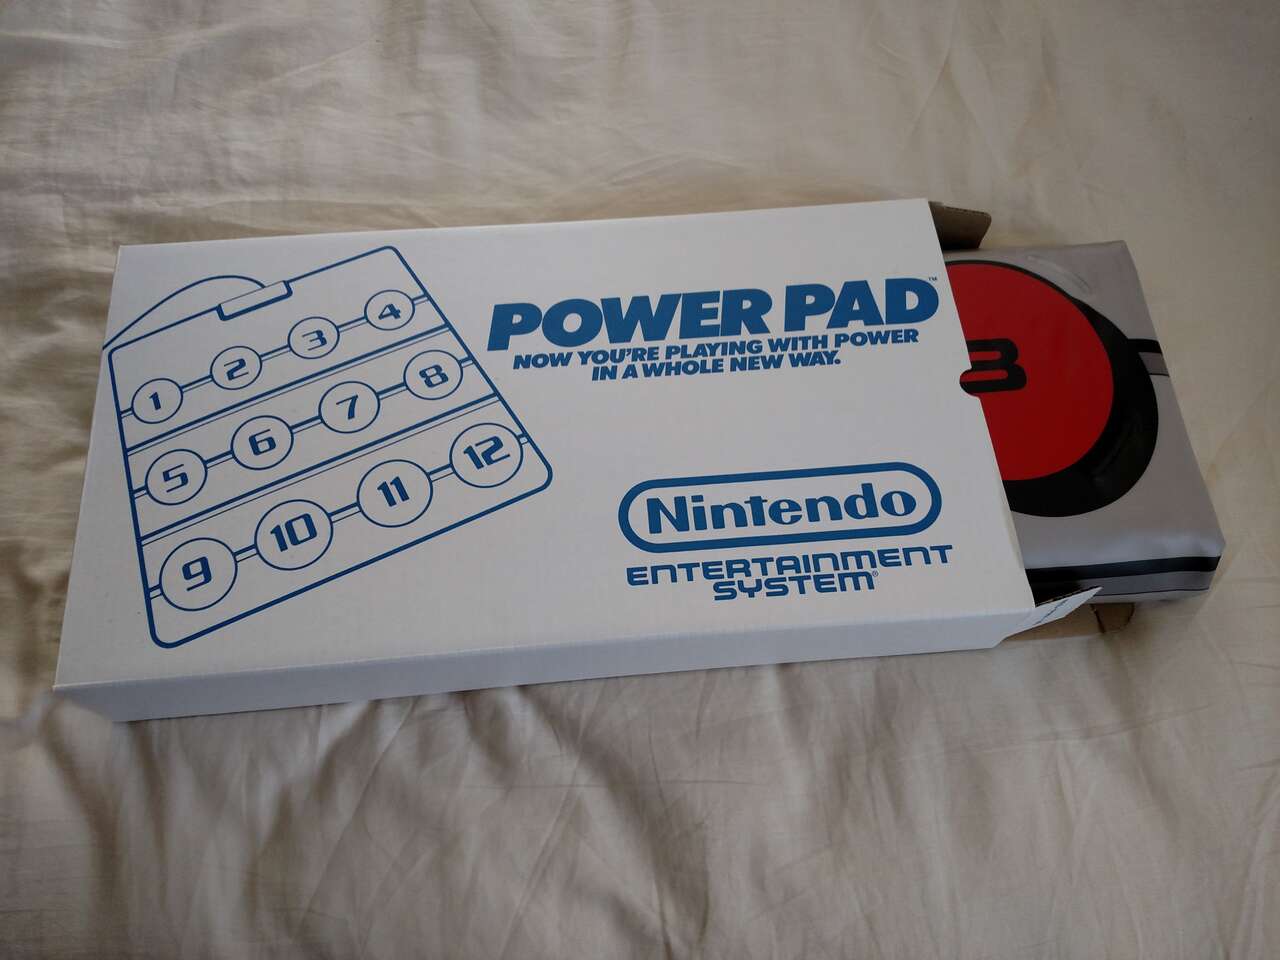 POWER PAD™
NOW YOU'RE PLAYING WITH POWER
IN A WHOLE NEW WAY.
1 2 3 4
5 6 7 8
9 10 11 12
Nintendo
ENTERTAINMENT
SYSTEM®